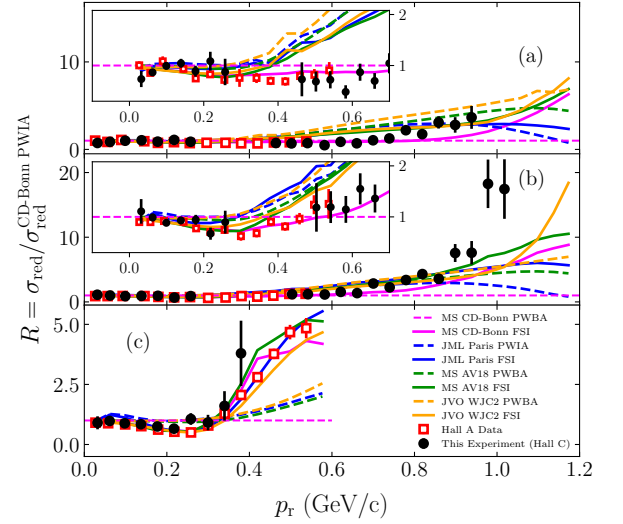 R = σred/σred^CD-Bonn PWIA
10
0
(a)
2
1
0.0 0.2 0.4 0.6
20
10
0
(b)
2
1
0.0 0.2 0.4 0.6
5.0
2.5
0.0
(c)
MS CD-Bonn PWBA
MS CD-Bonn FSI
JML Paris PWIA
JML Paris FSI
MS AV18 PWBA
MS AV18 FSI
JVO WJC2 PWBA
JVO WJC2 FSI
Hall A Data
This Experiment (Hall C)
0.0 0.2 0.4 0.6 0.8 1.0 1.2
pr (GeV/c)